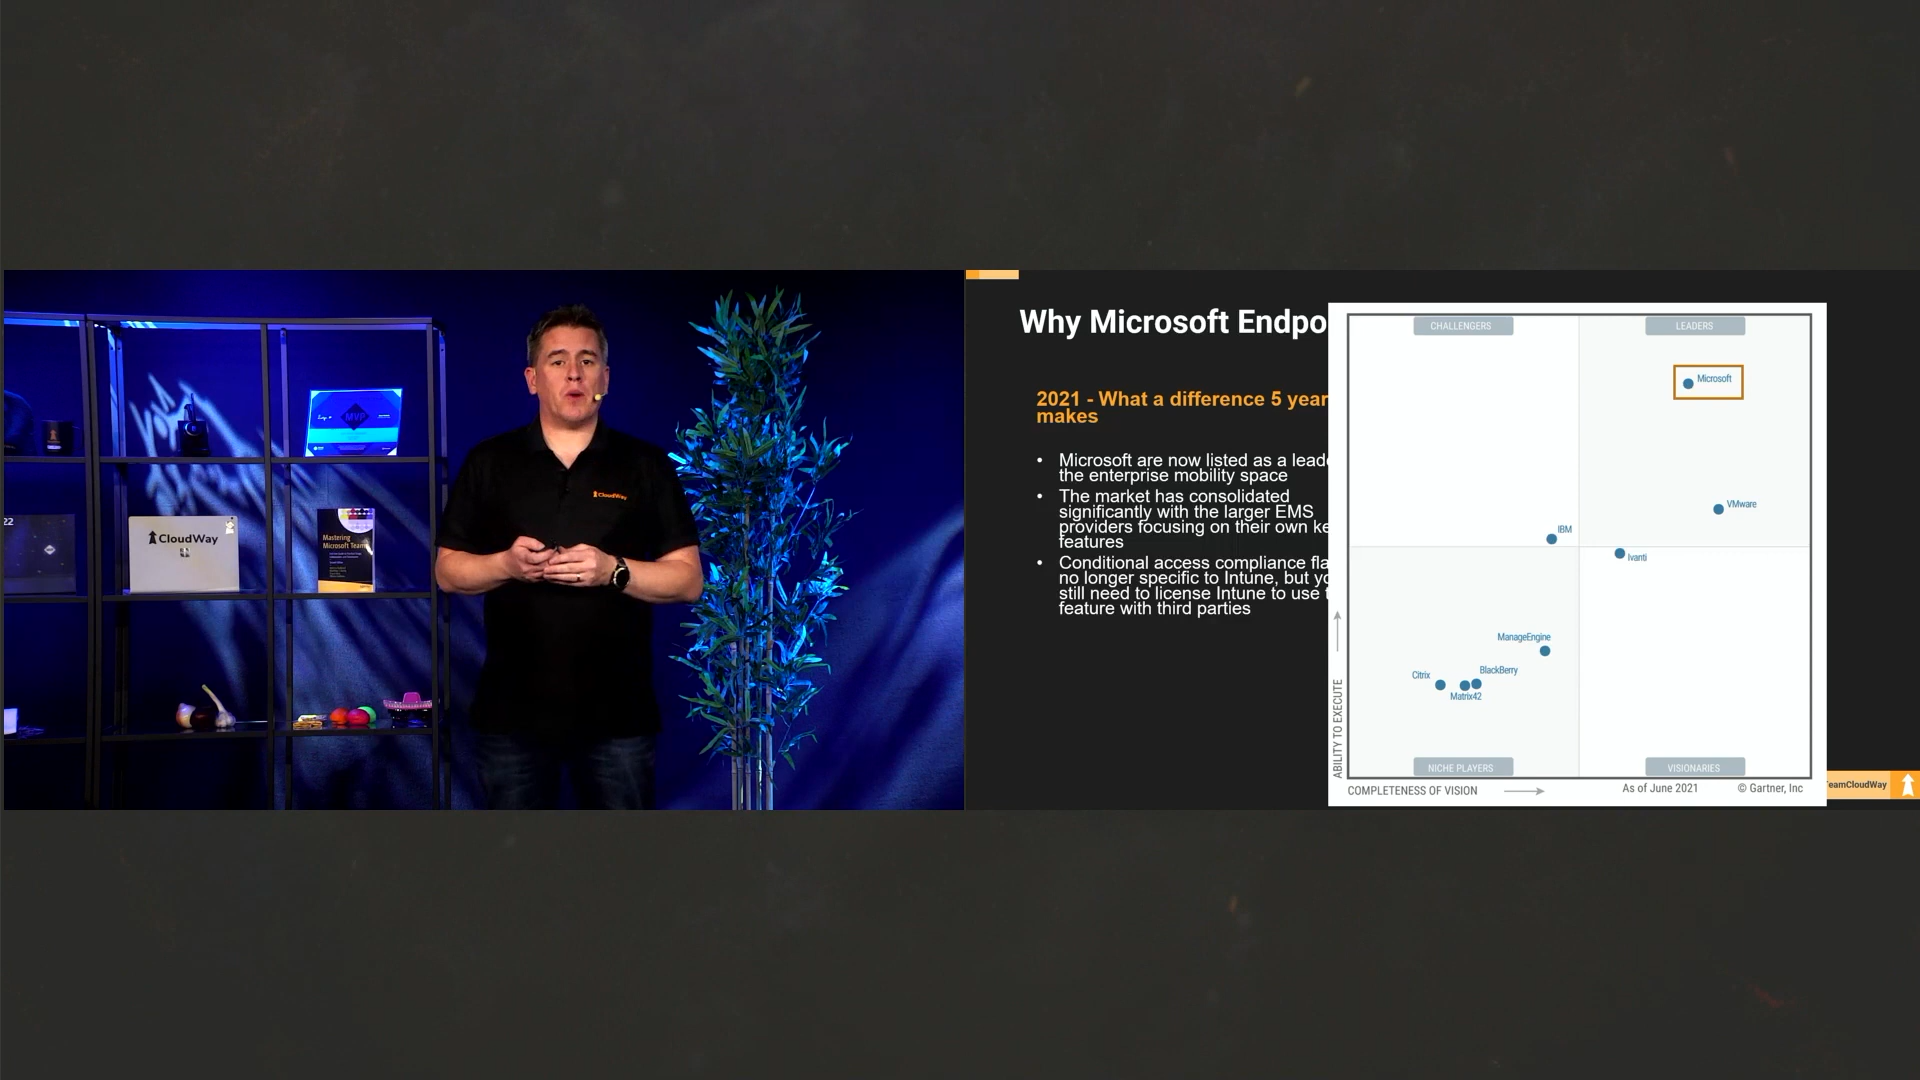 MVP
22
CloudWay
Mastering
Microsoft Teams
CloudWay
Why Microsoft Endpo
2021 - What a difference 5 year
makes
• Microsoft are now listed as a leade
the enterprise mobility space
• The market has consolidated
significantly with the larger EMS
providers focusing on their own ke
features
• Conditional access compliance fla
no longer specific to Intune, but yo
still need to license Intune to use t
feature with third parties
CHALLENGERS
LEADERS
Microsoft
VMware
IBM
Ivanti
ManageEngine
BlackBerry
Citrix
Matrix42
NICHE PLAYERS
VISIONARIES
ABILITY TO EXECUTE
COMPLETENESS OF VISION
As of June 2021
© Gartner, Inc
TeamCloudWay